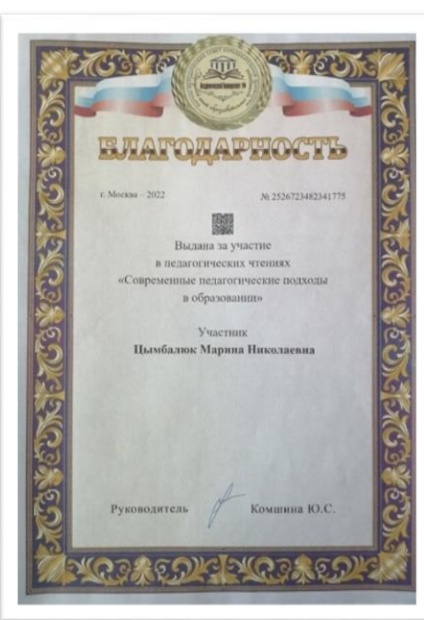 БЛАГОДАРНОСТЬ
г. Москва – 2022
№ 2526723482341775
Выдана за участие
в педагогических чтениях
«Современные педагогические подходы
в образовании»
Участник
Цымбалюк Марина Николаевна
Руководитель
Комшина Ю.С.